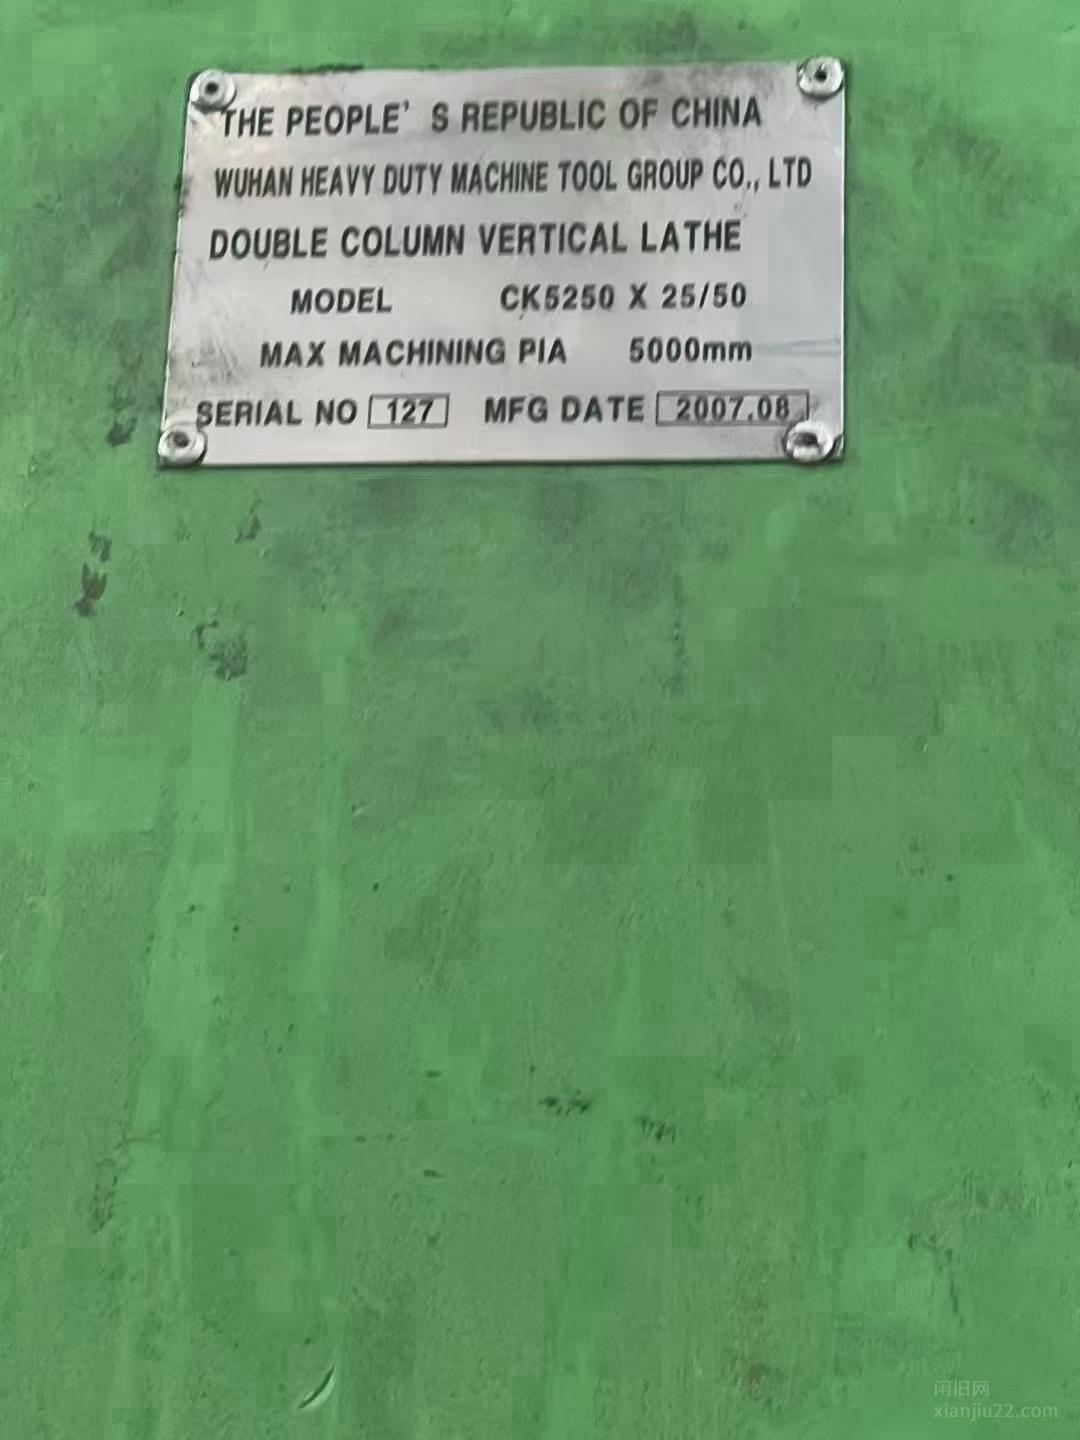 THE PEOPLE' S REPUBLIC OF CHINA
WUHAN HEAVY DUTY MACHINE TOOL GROUP CO., LTD
DOUBLE COLUMN VERTICAL LATHE
MODEL CK5250 X 25/50
MAX MACHINING PIA 5000mm
SERIAL NO 127 MFG DATE 2007.08
闲旧网
xianjiu22.com